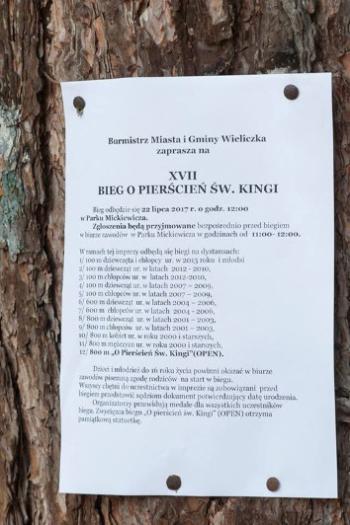 Burmistrz Miasta i Gminy Wieliczka
zaprasza na
XVII
BIEG O PIERŚCIEŃ ŚW. KINGI
Bieg odbędzie się 22 lipca 2017 r. o godz. 12:00
w Parku Mickiewicza.
Zgłoszenia będą przyjmowane bezpośrednio przed biegiem
w biurze zawodów w Parku Mickiewicza w godzinach od 11:00- 12:00.
W ramach tej imprezy odbędą się biegi na dystansach:
1/ 100 m dziewczęta i chłopcy ur. w 2013 roku i młodsi
2/ 100 m dziewcząt ur. w latach 2012 - 2010,
3/ 100 m chłopców ur. w latach 2012-2010,
4/ 100 m dziewcząt ur. w latach 2007 – 2009,
5/ 100 m chłopców ur. w latach 2007 – 2009,
6/ 600 m dziewcząt ur. w latach 2004 – 2006,
7/ 600 m chłopców ur. w latach 2004 - 2006,
8/ 800 m dziewcząt ur. w latach 2001 – 2003,
9/ 800 m chłopców ur. w latach 2001 – 2003,
10/ 800 m kobiet ur. w roku 2000 i starszych,
11/ 800 m mężczyzn ur. w roku 2000 i starszych,
12/ 800 m „O Pierścień Św. Kingi"(OPEN).
Dzieci i młodzież do 16 roku życia powinni okazać w biurze
zawodów pisemną zgodę rodziców na start w biegu.
Wszyscy chętni do uczestnictwa w imprezie są zobowiązani przed
biegiem przedstawić sędziom dokument potwierdzający datę urodzenia.
Organizatorzy przewidują medale dla wszystkich uczestników
biegu. Zwycięzca biegu „O pierścień św. Kingi" (OPEN) otrzyma
pamiątkową statuetkę.